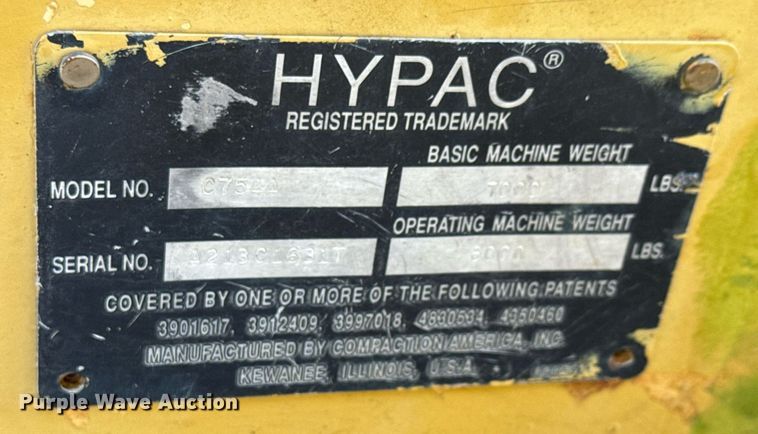 HYPAC®
REGISTERED TRADEMARK
BASIC MACHINE WEIGHT
MODEL NO. C754A 7000 LBS.
OPERATING MACHINE WEIGHT
SERIAL NO. LBS.
COVERED BY ONE OR MORE OF THE FOLLOWING PATENTS
3901617, 3912409, 3997018, 4350460
MANUFACTURED BY COMPACTION AMERICA, INC.
KEWANEE, ILLINOIS, U.S.A.
Purple Wave Auction